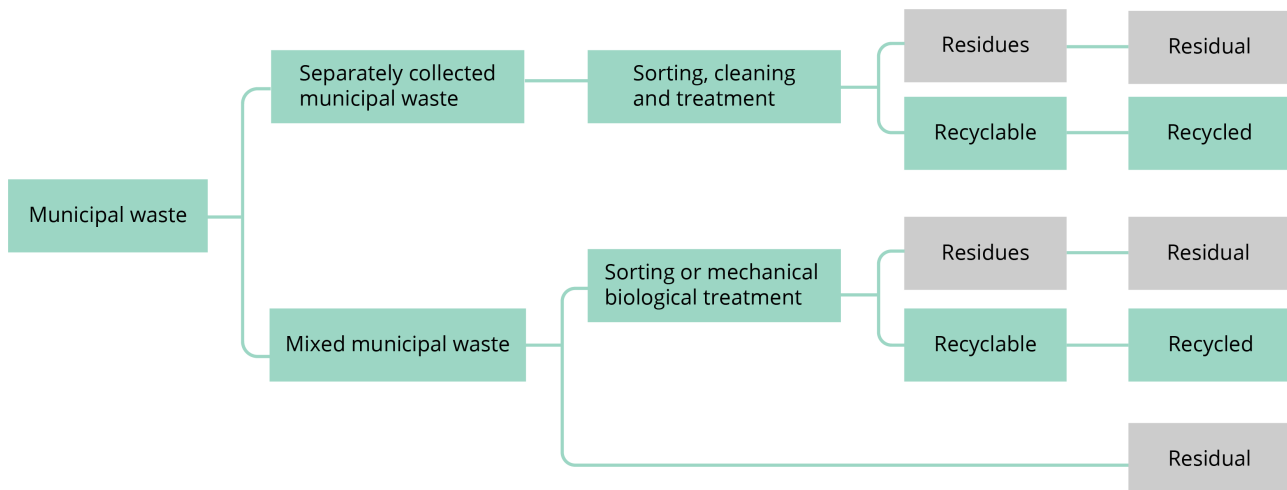 Municipal waste
Separately collected
municipal waste
Sorting, cleaning
and treatment
Residues
Residual
Recyclable
Recycled
Mixed municipal waste
Sorting or mechanical
biological treatment
Residues
Residual
Recyclable
Recycled
Residual